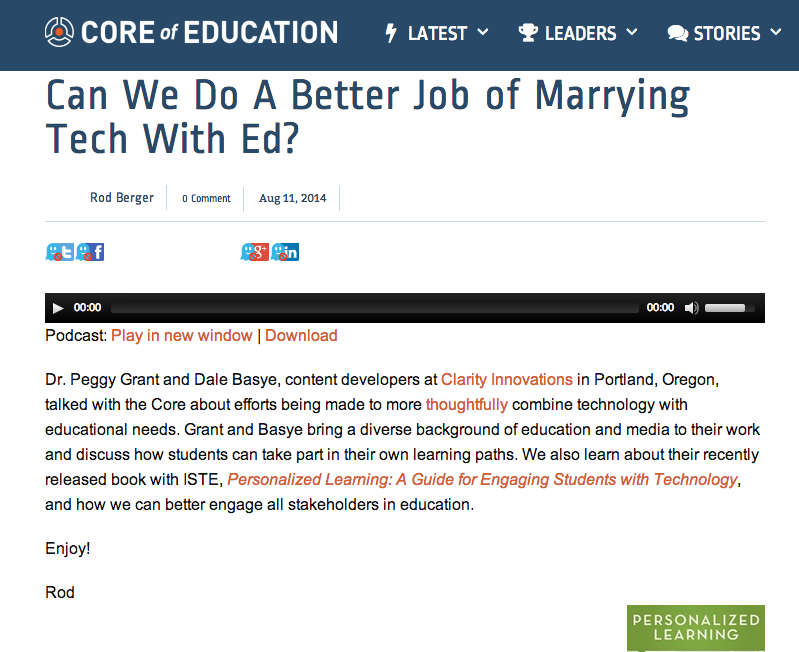 CORE of EDUCATION LATEST LEADERS STORIES
Can We Do A Better Job of Marrying
Tech With Ed?
Rod Berger 0 Comment Aug 11, 2014
t f g+ in
00:00 00:00
Podcast: Play in new window | Download
Dr. Peggy Grant and Dale Basye, content developers at Clarity Innovations in Portland, Oregon,
talked with the Core about efforts being made to more thoughtfully combine technology with
educational needs. Grant and Basye bring a diverse background of education and media to their work
and discuss how students can take part in their own learning paths. We also learn about their recently
released book with ISTE, Personalized Learning: A Guide for Engaging Students with Technology,
and how we can better engage all stakeholders in education.
Enjoy!
Rod
PERSONALIZED
LEARNING